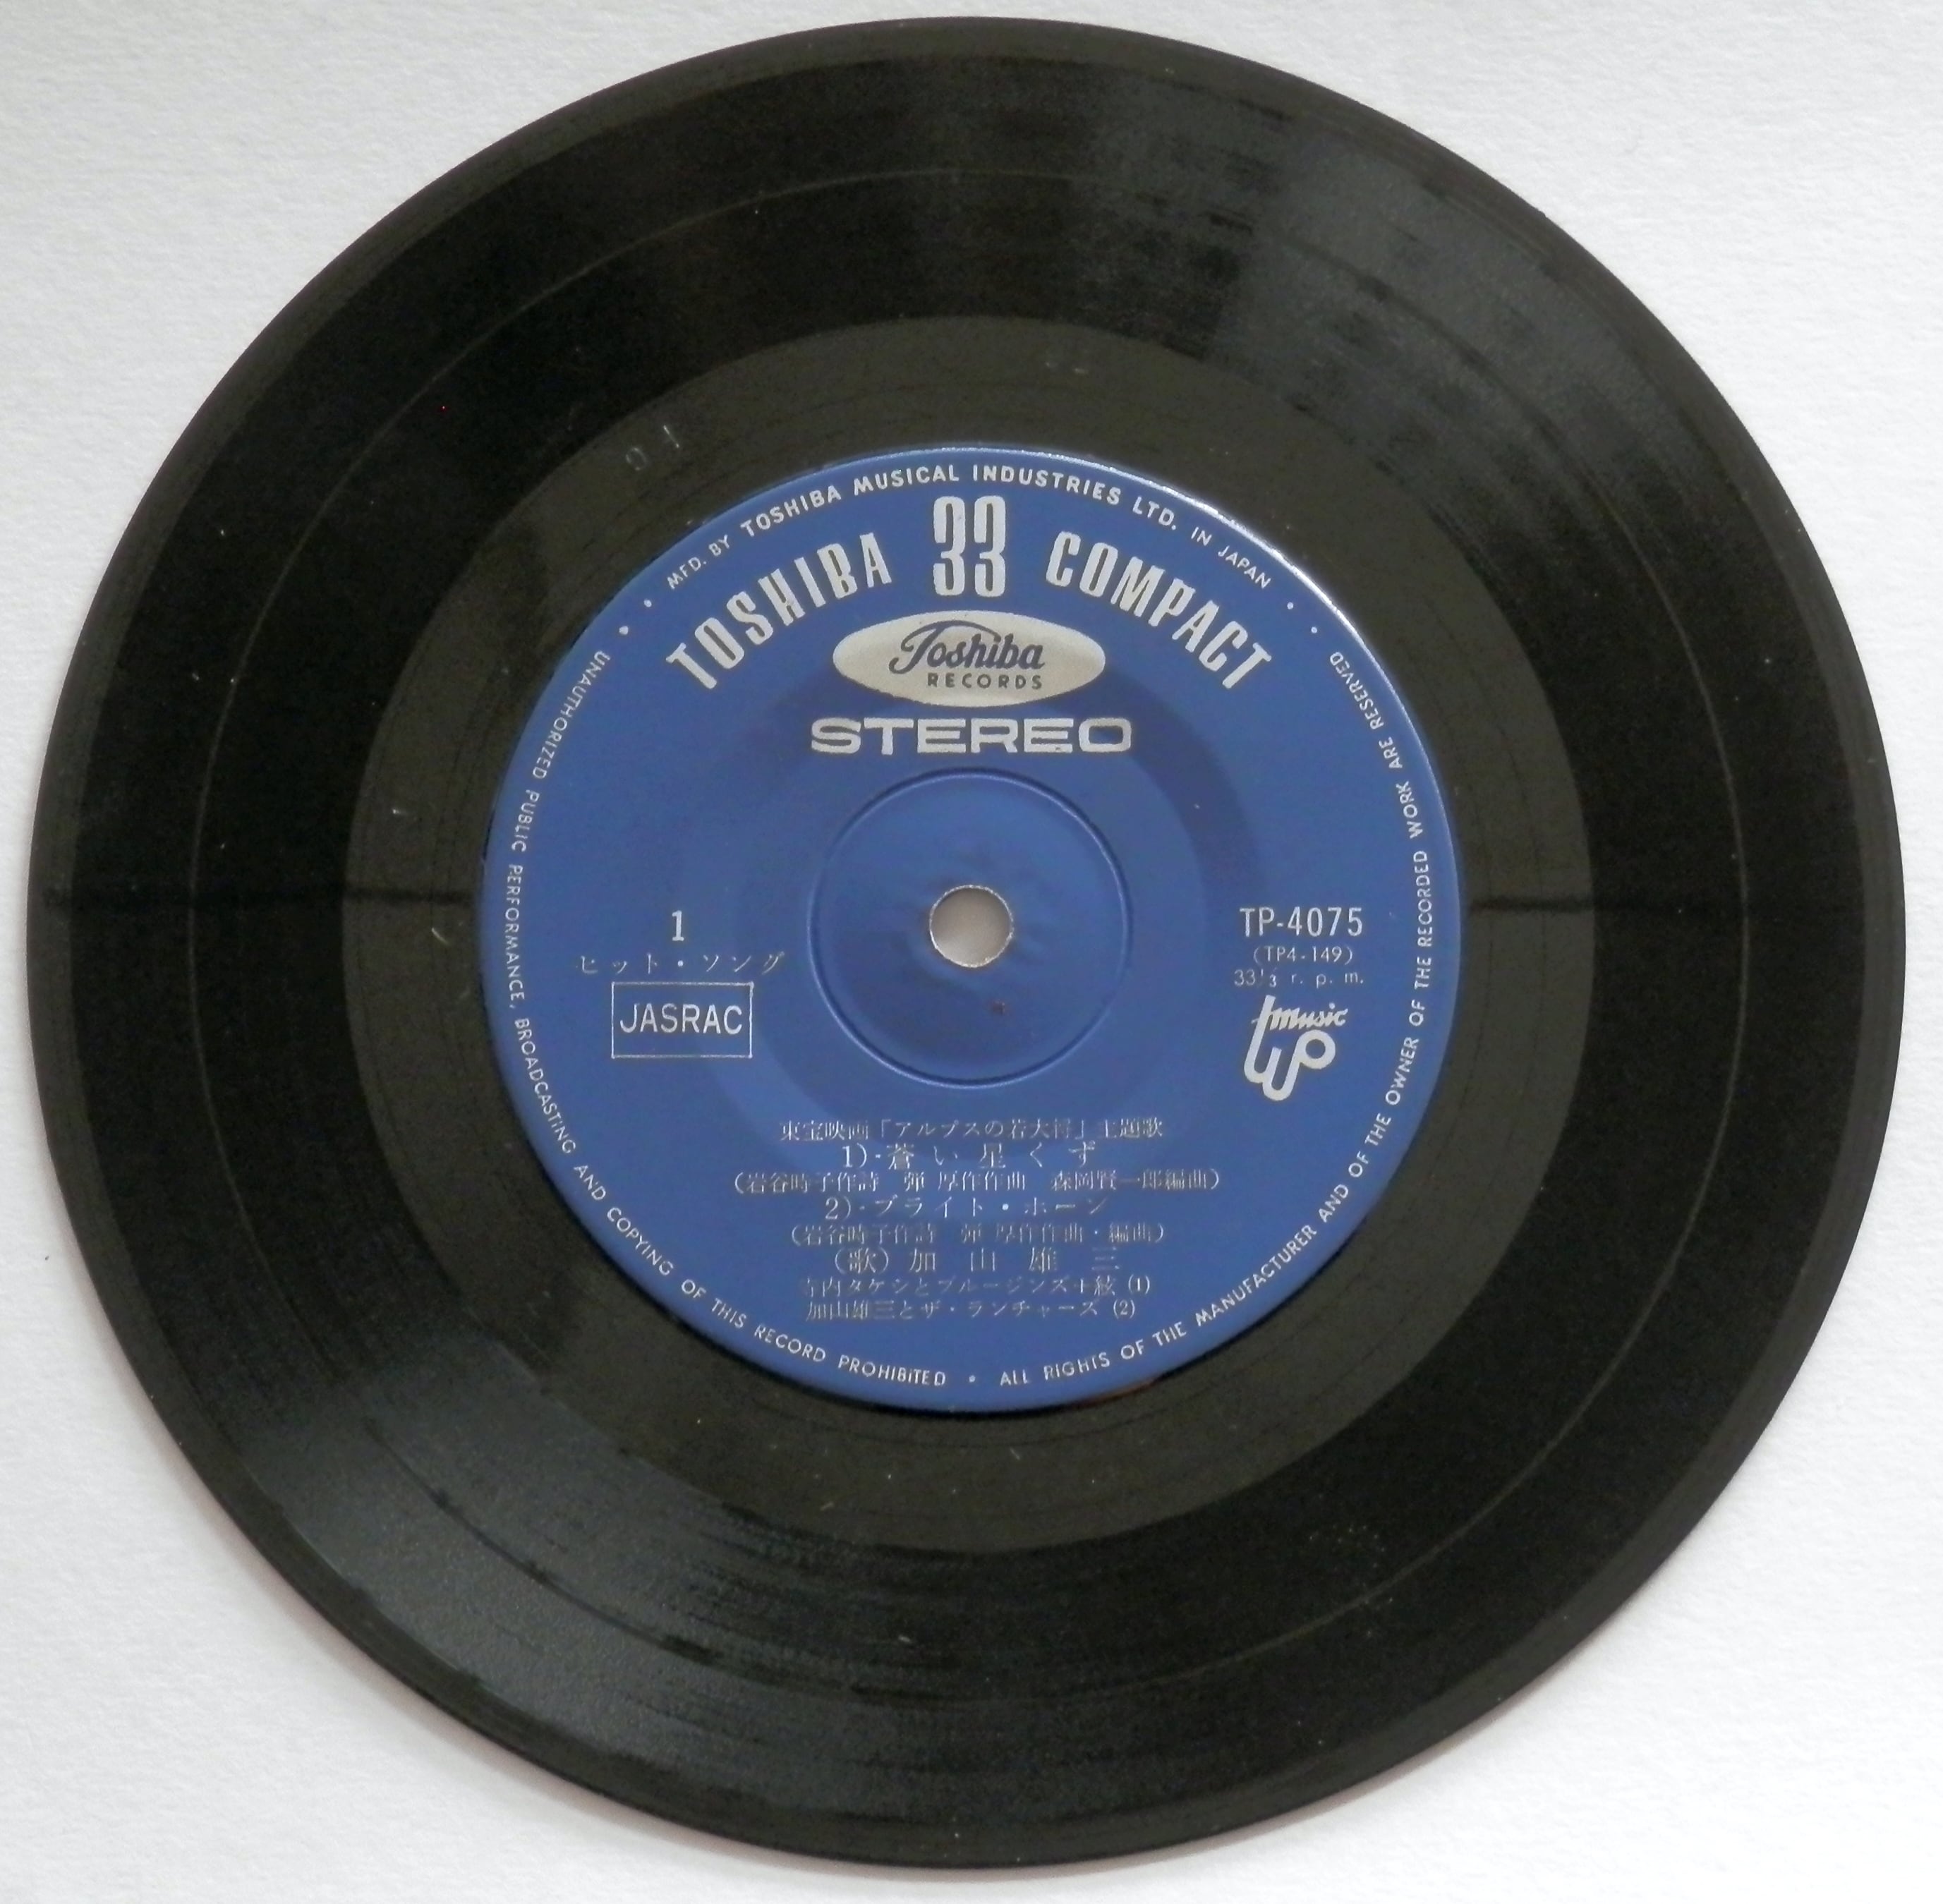 MFD. BY TOSHIBA MUSICAL INDUSTRIES LTD. IN JAPAN
TOSHIBA 33 COMPACT
Toshiba
RECORDS
STEREO
1
ヒット・ソング
JASRAC
TP-4075
(TP4-149)
33⅓ r. p. m.
music
東宝映画「アルプスの若大将」主題歌
1)・蒼い星くず
(岩谷時子作詩 弾 厚作作曲 森岡賢一郎編曲)
2)・ブライト・ホーン
(岩谷時子作詩 弾 厚作作曲・編曲)
(歌) 加山雄三
寺内タケシとブルージンズ+絃 (1)
加山雄三とザ・ランチャーズ (2)
UNAUTHORIZED PUBLIC PERFORMANCE, BROADCASTING AND COPYING OF THIS RECORD PROHIBITED • ALL RIGHTS OF THE MANUFACTURER AND OF THE OWNER OF THE RECORDED WORK ARE RESERVED